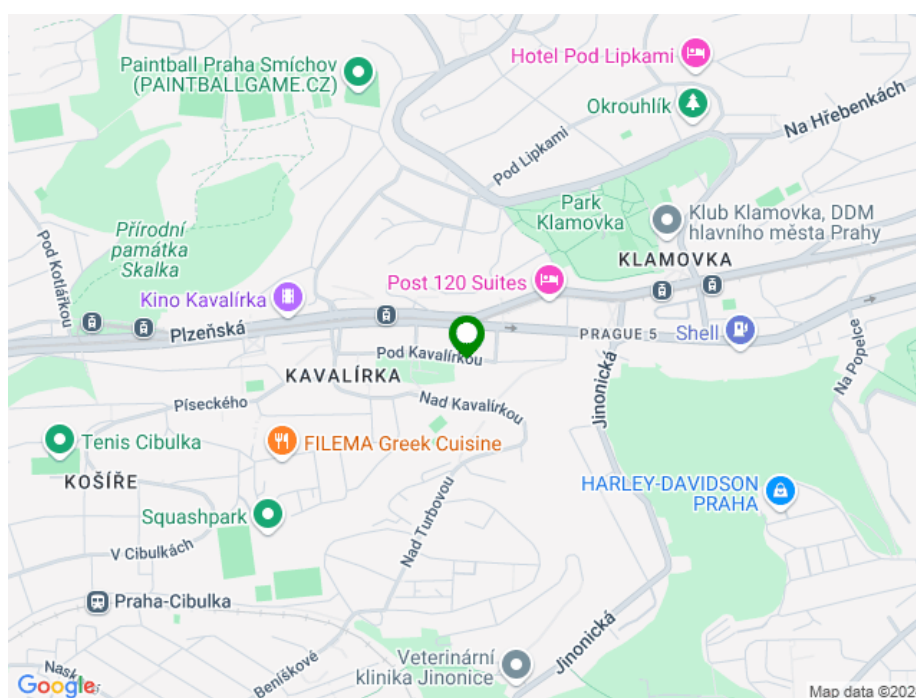 Paintball Praha Smíchov
(PAINTBALLGAME.CZ)
Hotel Pod Lipkami
Okrouhlík
Na Hřebenkách
Pod Lipkami
Park
Klamovka
Klub Klamovka, DDM
hlavního města Prahy
KLAMOVKA
Přírodní
památka
Skalka
Pod Kotlářkou
Post 120 Suites
Kino Kavalírka
Plzeňská
PRAGUE 5
Shell
Pod Kavalírkou
Jinonická
Na Popelce
KAVALÍRKA
Píseckého
Nad Kavalírkou
Tenis Cibulka
FILEMA Greek Cuisine
KOŠÍŘE
HARLEY-DAVIDSON
PRAHA
Squashpark
Nad Turbovou
V Cibulkách
Praha-Cibulka
Veterinární
klinika Jinonice
Jinonická
Beníškové
Google
Map data ©202